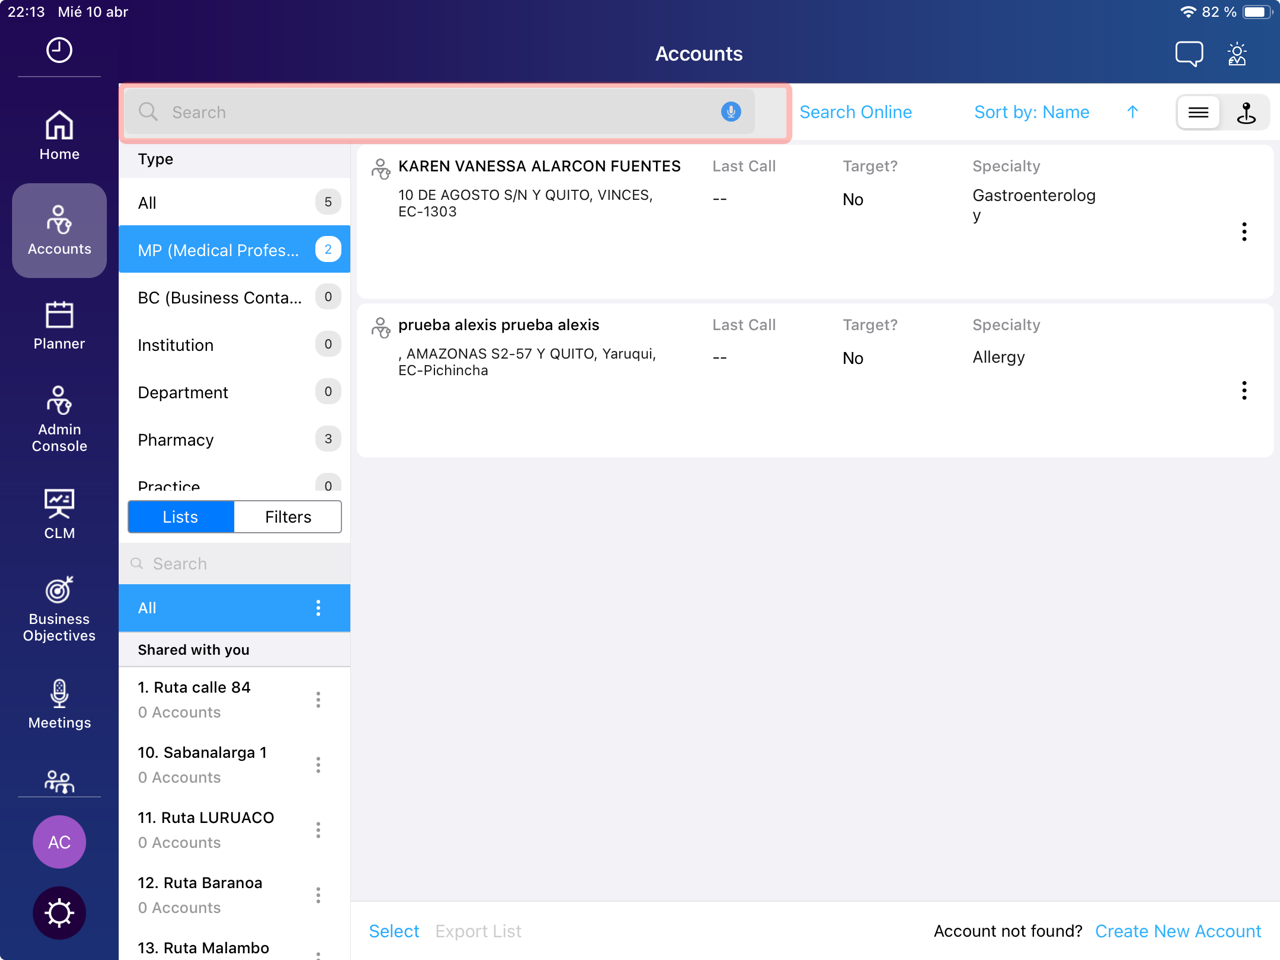 22:13 Mié 10 abr
82 %
Accounts
Home
Accounts
Planner
Admin
Console
CLM
Business
Objectives
Meetings
AC
Search
Search Online
Sort by: Name
Type
All 5
MP (Medical Profes... 2
BC (Business Conta... 0
Institution 0
Department 0
Pharmacy 3
Practice 0
Lists
Filters
Search
All
Shared with you
1. Ruta calle 84
0 Accounts
10. Sabanalarga 1
0 Accounts
11. Ruta LURUACO
0 Accounts
12. Ruta Baranoa
0 Accounts
13. Ruta Malambo
KAREN VANESSA ALARCON FUENTES
10 DE AGOSTO S/N Y QUITO, VINCES,
EC-1303
Last Call
--
Target?
No
Specialty
Gastroenterolog
y
prueba alexis prueba alexis
, AMAZONAS S2-57 Y QUITO, Yaruqui,
EC-Pichincha
Last Call
--
Target?
No
Specialty
Allergy
Select
Export List
Account not found? Create New Account